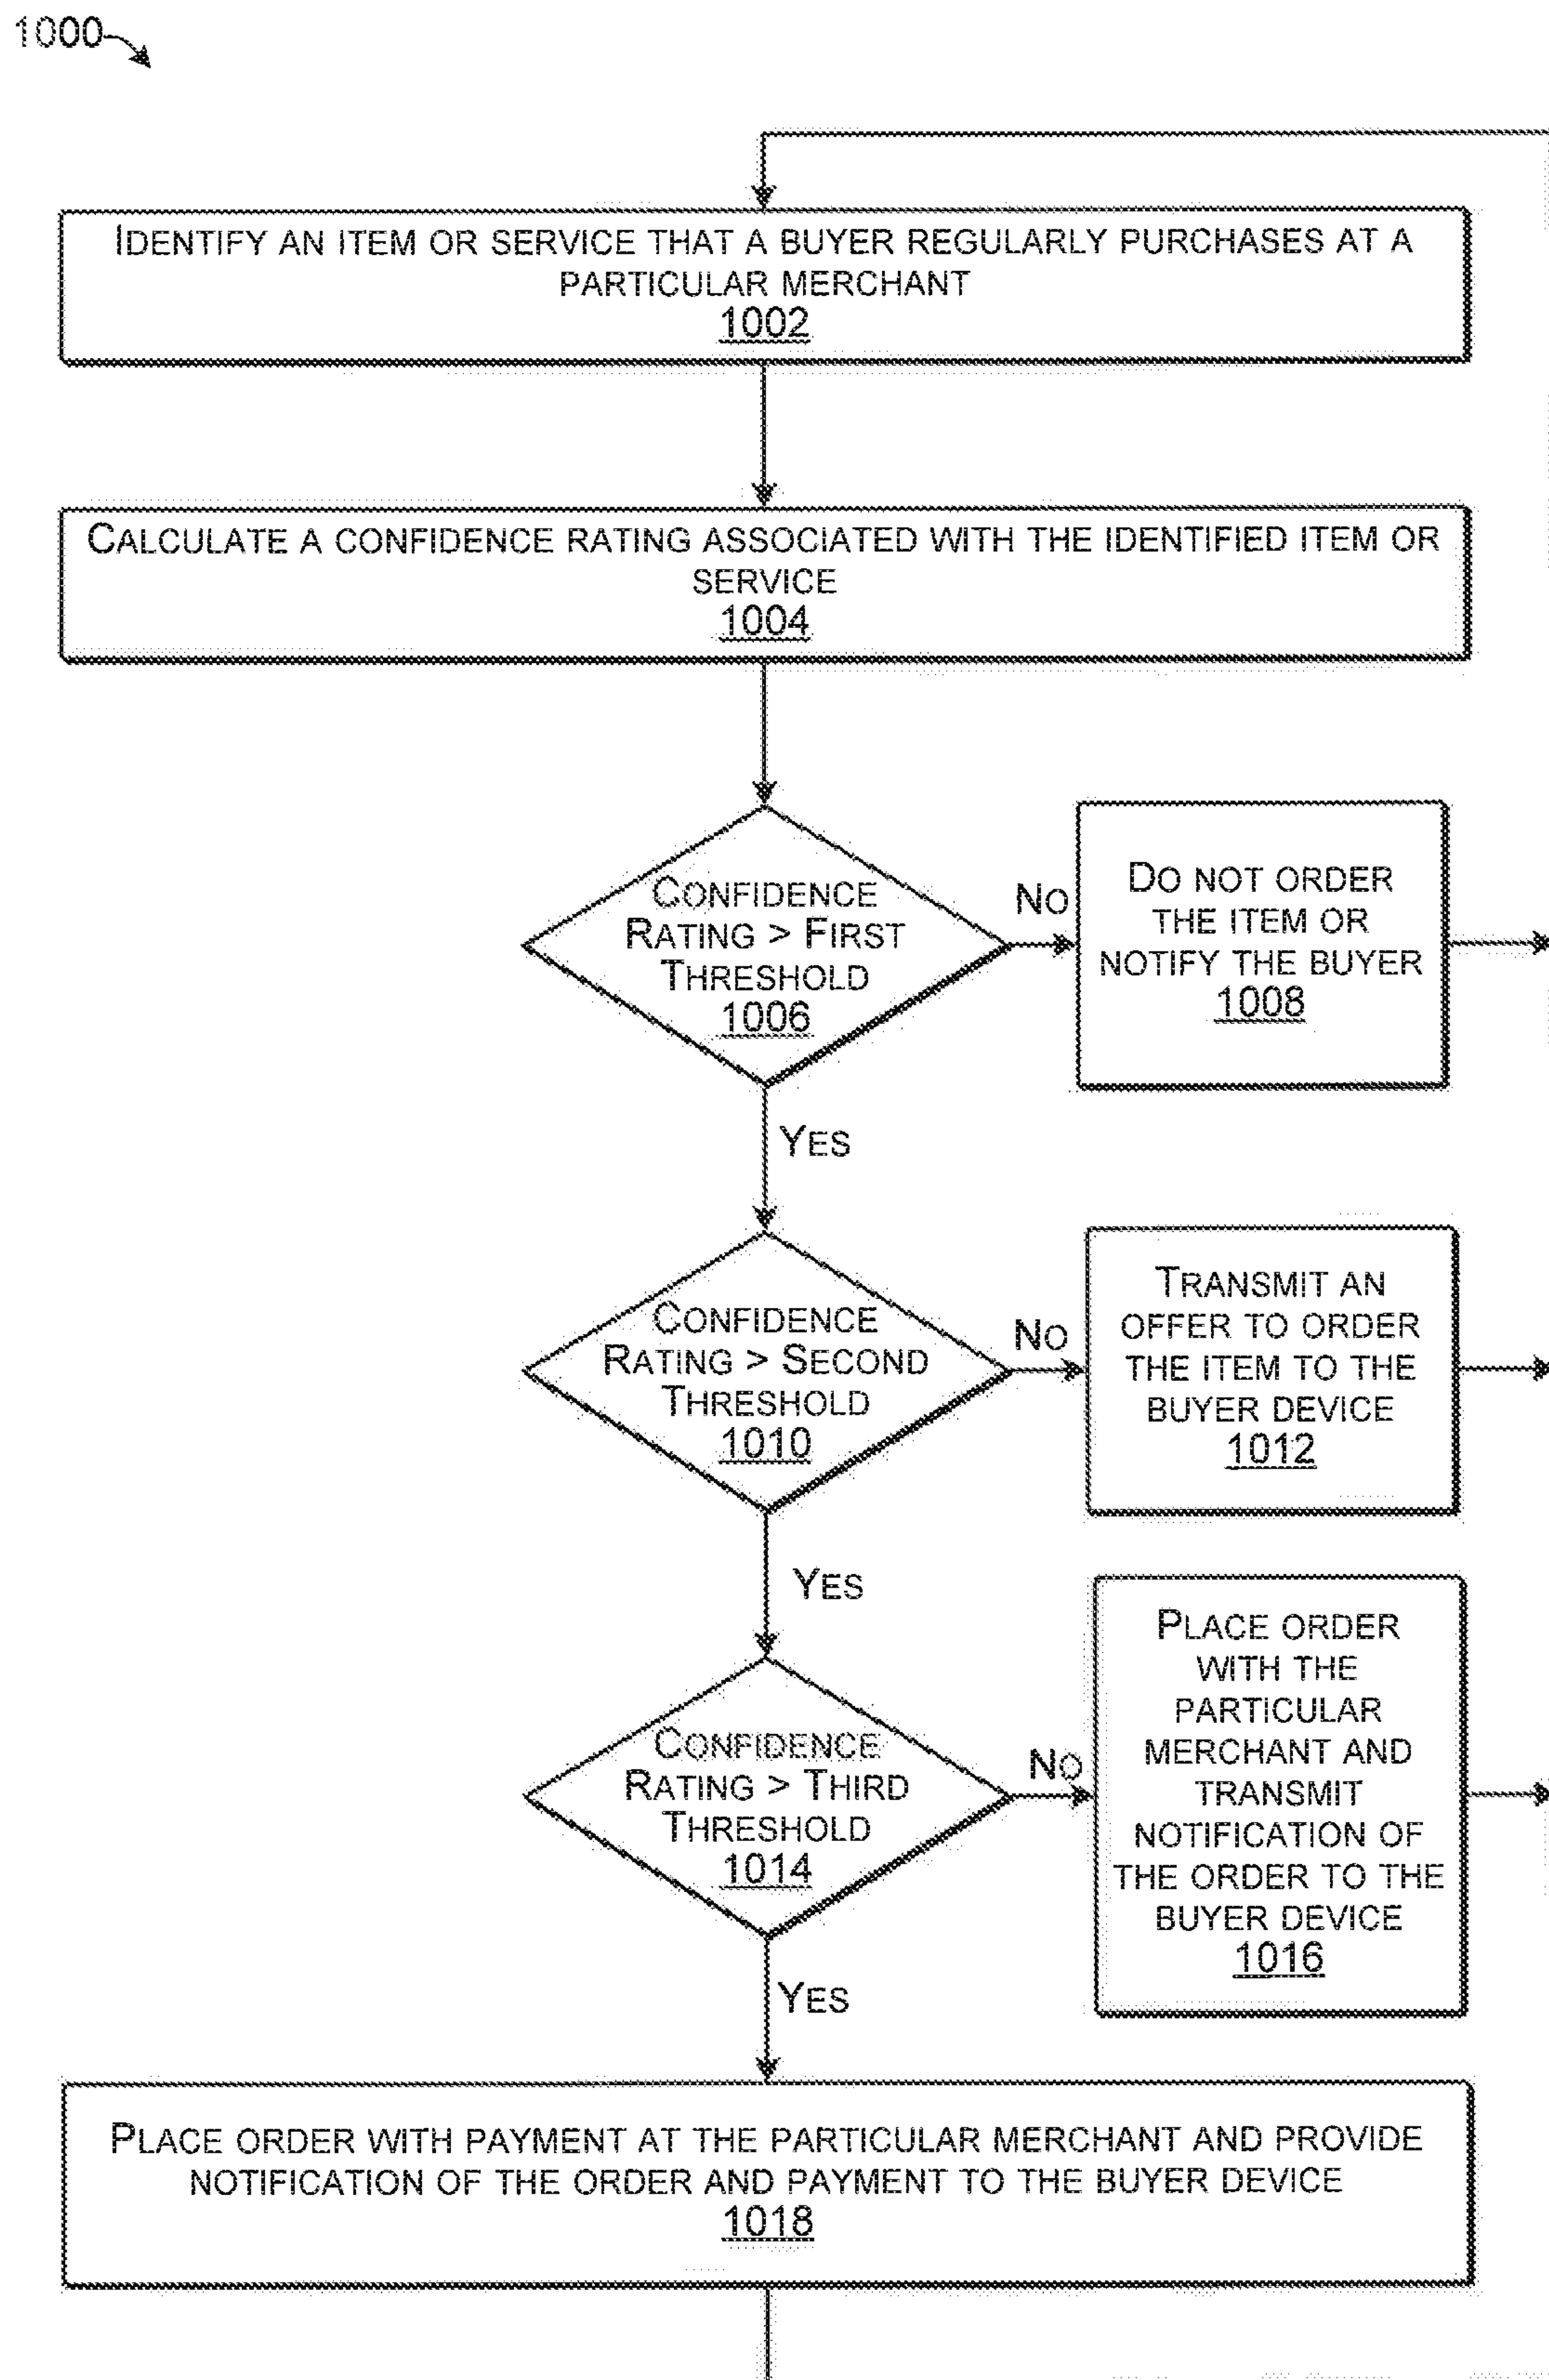 1000
IDENTIFY AN ITEM OR SERVICE THAT A BUYER REGULARLY PURCHASES AT A
PARTICULAR MERCHANT
1002
CALCULATE A CONFIDENCE RATING ASSOCIATED WITH THE IDENTIFIED ITEM OR
SERVICE
1004
CONFIDENCE
RATING > FIRST
THRESHOLD
1006
NO
DO NOT ORDER
THE ITEM OR
NOTIFY THE BUYER
1008
YES
CONFIDENCE
RATING > SECOND
THRESHOLD
1010
NO
TRANSMIT AN
OFFER TO ORDER
THE ITEM TO THE
BUYER DEVICE
1012
YES
CONFIDENCE
RATING > THIRD
THRESHOLD
1014
NO
PLACE ORDER
WITH THE
PARTICULAR
MERCHANT AND
TRANSMIT
NOTIFICATION OF
THE ORDER TO THE
BUYER DEVICE
1016
YES
PLACE ORDER WITH PAYMENT AT THE PARTICULAR MERCHANT AND PROVIDE
NOTIFICATION OF THE ORDER AND PAYMENT TO THE BUYER DEVICE
1018